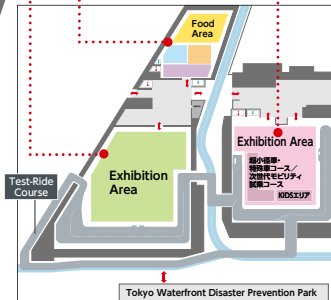 Food
Area
Exhibition Area
超小径車・
特殊車コース／
次世代モビリティ
試乗コース
KIDSエリア
Exhibition
Area
Test-Ride
Course
Tokyo Waterfront Disaster Prevention Park